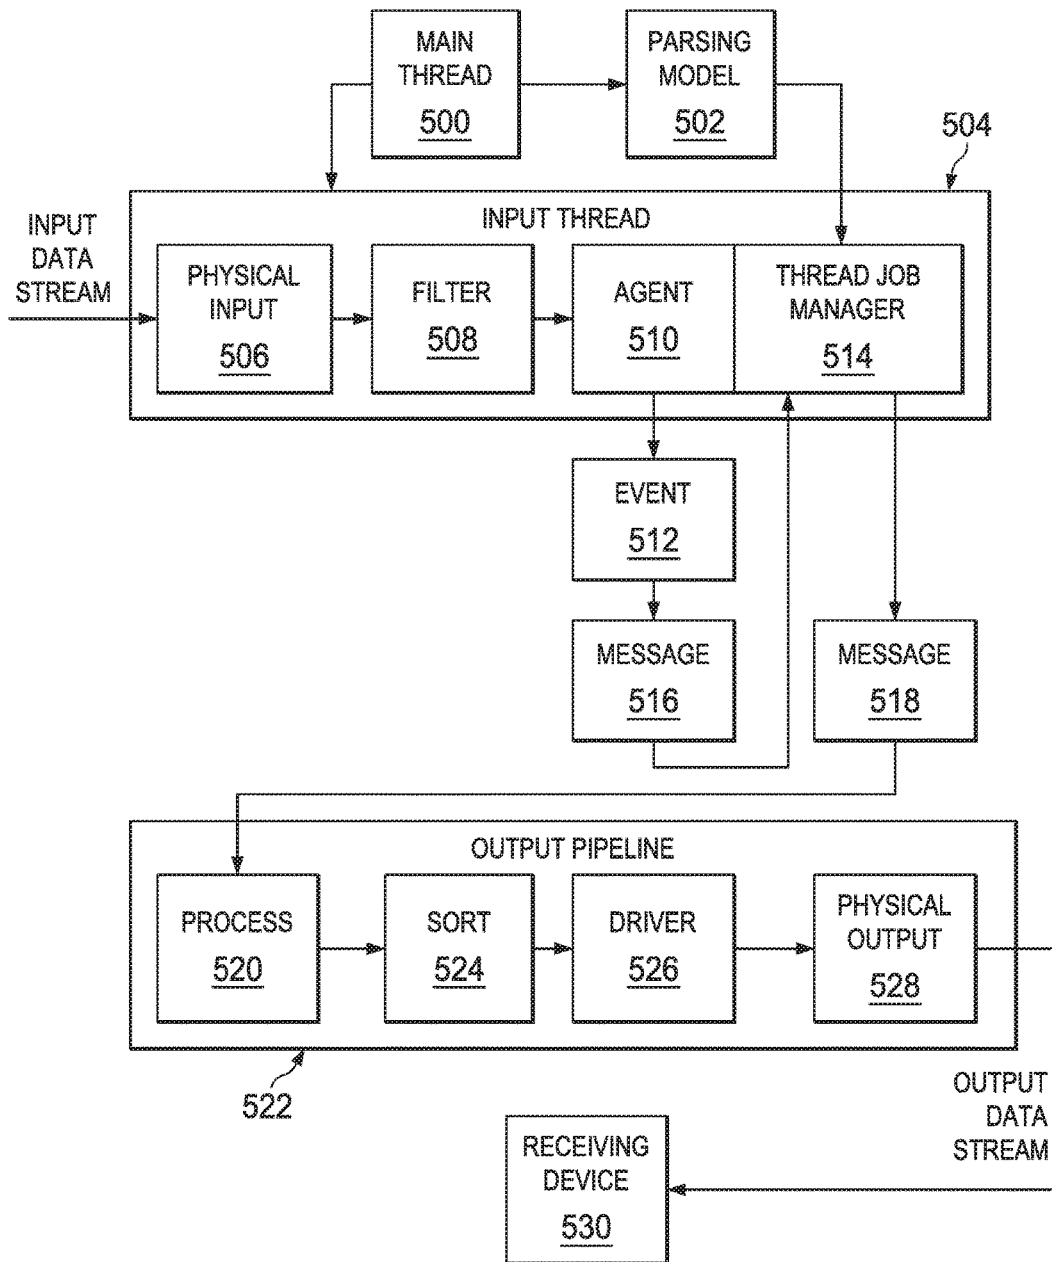 MAIN
THREAD
500
PARSING
MODEL
502
504
INPUT THREAD
INPUT
DATA
STREAM
PHYSICAL
INPUT
506
FILTER
508
AGENT
510
THREAD JOB
MANAGER
514
EVENT
512
MESSAGE
516
MESSAGE
518
OUTPUT PIPELINE
PROCESS
520
SORT
524
DRIVER
526
PHYSICAL
OUTPUT
528
522
OUTPUT
DATA
STREAM
RECEIVING
DEVICE
530